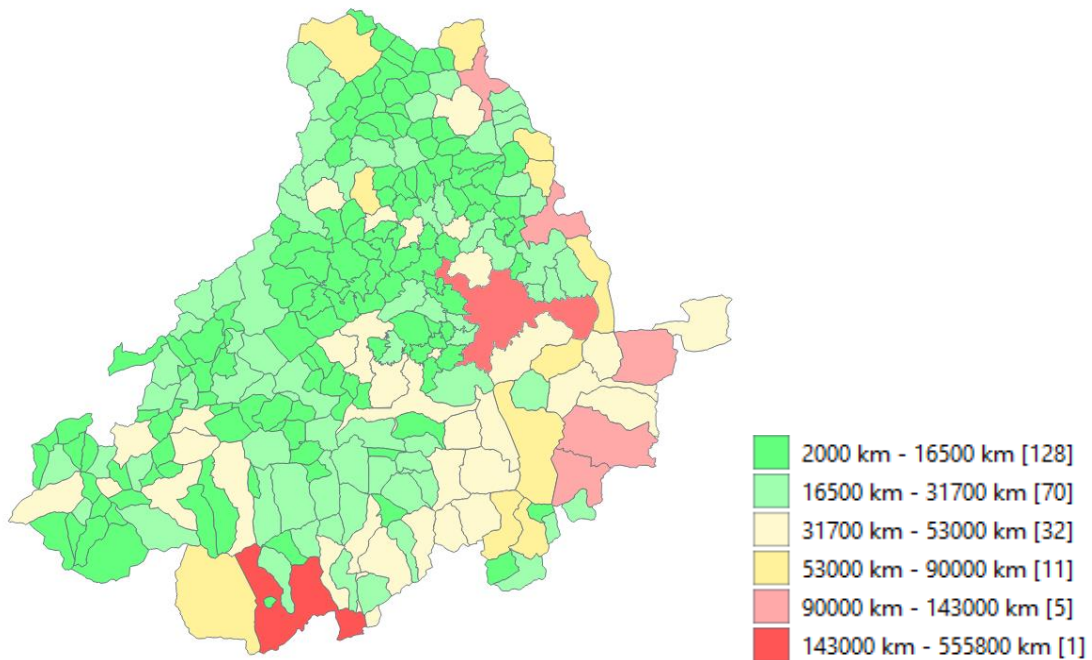 2000 km - 16500 km [128]
16500 km - 31700 km [70]
31700 km - 53000 km [32]
53000 km - 90000 km [11]
90000 km - 143000 km [5]
143000 km - 555800 km [1]